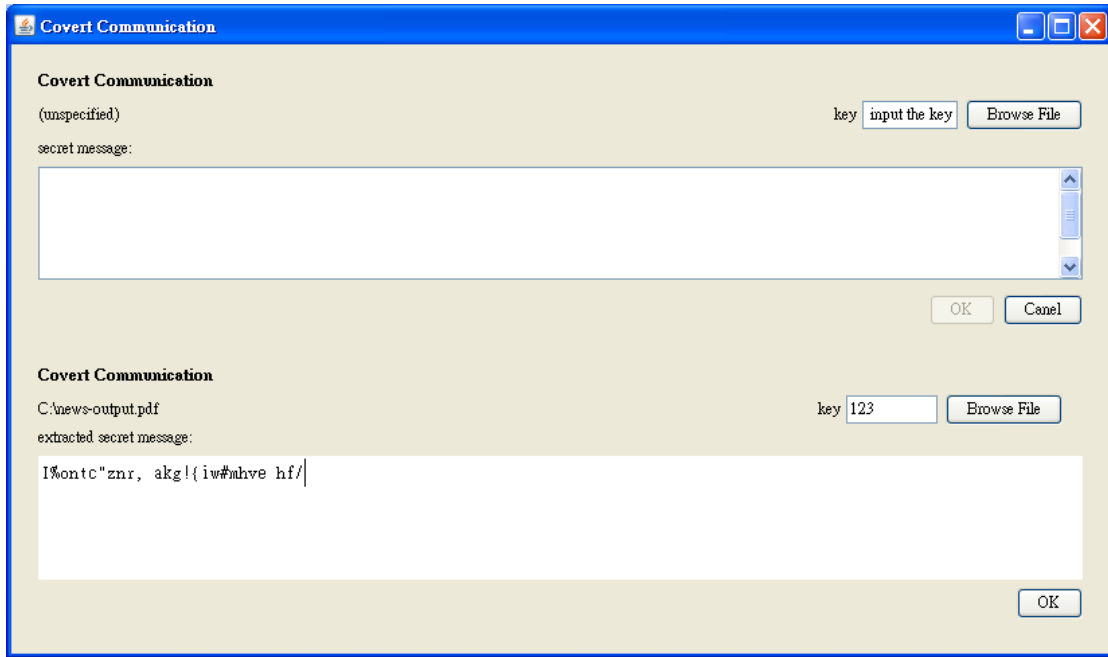 Covert Communication
Covert Communication
(unspecified) key input the key Browse File
secret message:
OK Canel
Covert Communication
C:\news-output.pdf key 123 Browse File
extracted secret message:
I%ontc"znr, akg!{iw#mhve hf/
OK